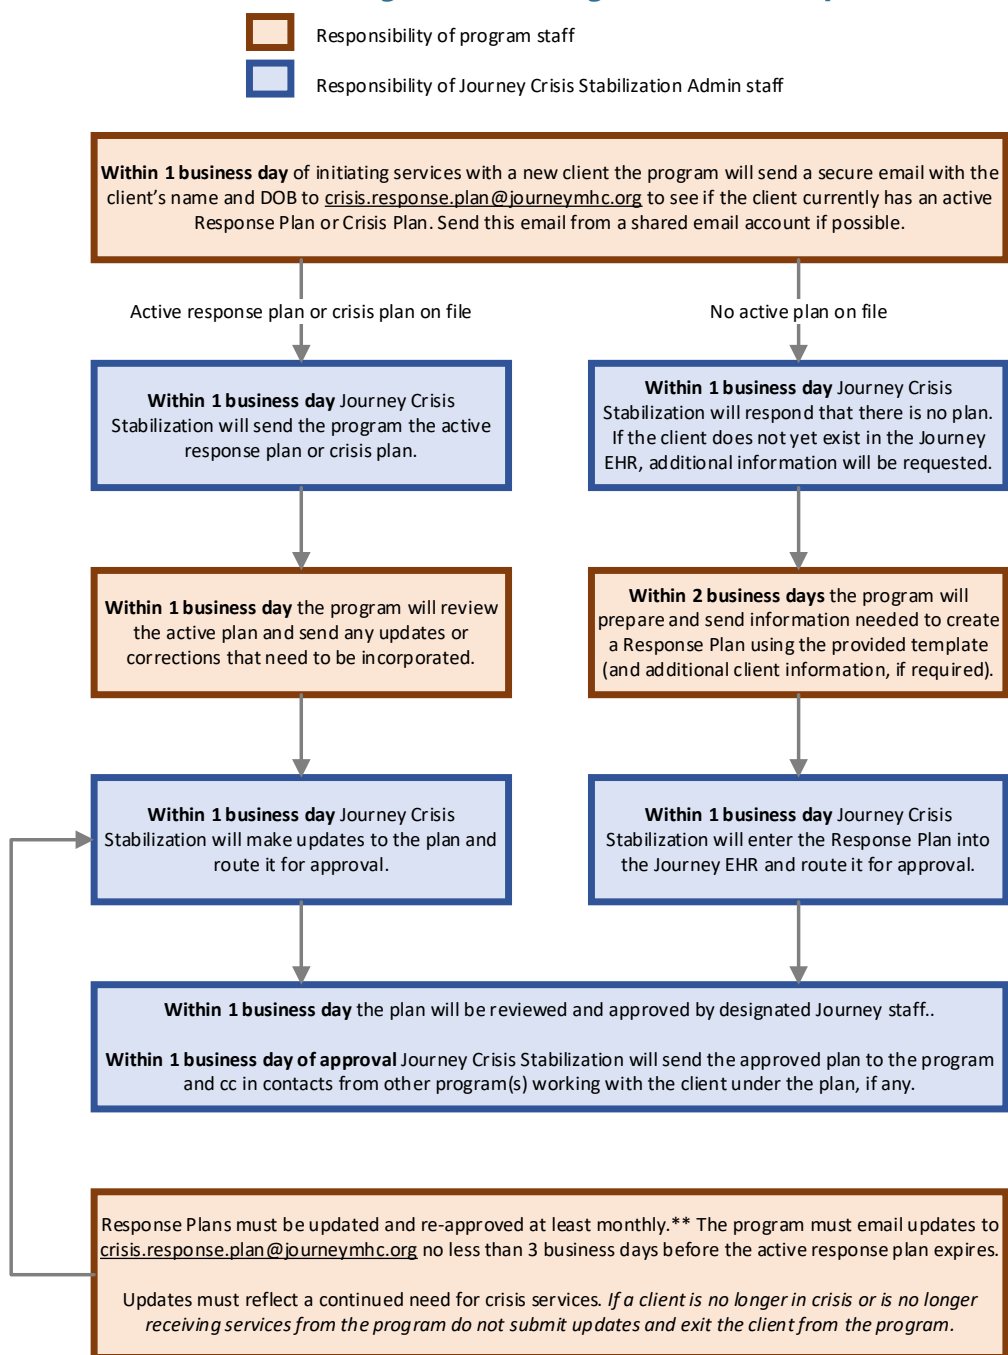 Responsibility of program staff
Responsibility of Journey Crisis Stabilization Admin staff
Within 1 business day of initiating services with a new client the program will send a secure email with the
client's name and DOB to crisis.response.plan@journeymhc.org to see if the client currently has an active
Response Plan or Crisis Plan. Send this email from a shared email account if possible.
Active response plan or crisis plan on file
No active plan on file
Within 1 business day Journey Crisis
Stabilization will send the program the active
response plan or crisis plan.
Within 1 business day Journey Crisis
Stabilization will respond that there is no plan.
If the client does not yet exist in the Journey
EHR, additional information will be requested.
Within 1 business day the program will review
the active plan and send any updates or
corrections that need to be incorporated.
Within 2 business days the program will
prepare and send information needed to create
a Response Plan using the provided template
(and additional client information, if required).
Within 1 business day Journey Crisis
Stabilization will make updates to the plan and
route it for approval.
Within 1 business day Journey Crisis
Stabilization will enter the Response Plan into
the Journey EHR and route it for approval.
Within 1 business day the plan will be reviewed and approved by designated Journey staff..
Within 1 business day of approval Journey Crisis Stabilization will send the approved plan to the program
and cc in contacts from other program(s) working with the client under the plan, if any.
Response Plans must be updated and re-approved at least monthly.** The program must email updates to
crisis.response.plan@journeymhc.org no less than 3 business days before the active response plan expires.
Updates must reflect a continued need for crisis services. If a client is no longer in crisis or is no longer
receiving services from the program do not submit updates and exit the client from the program.